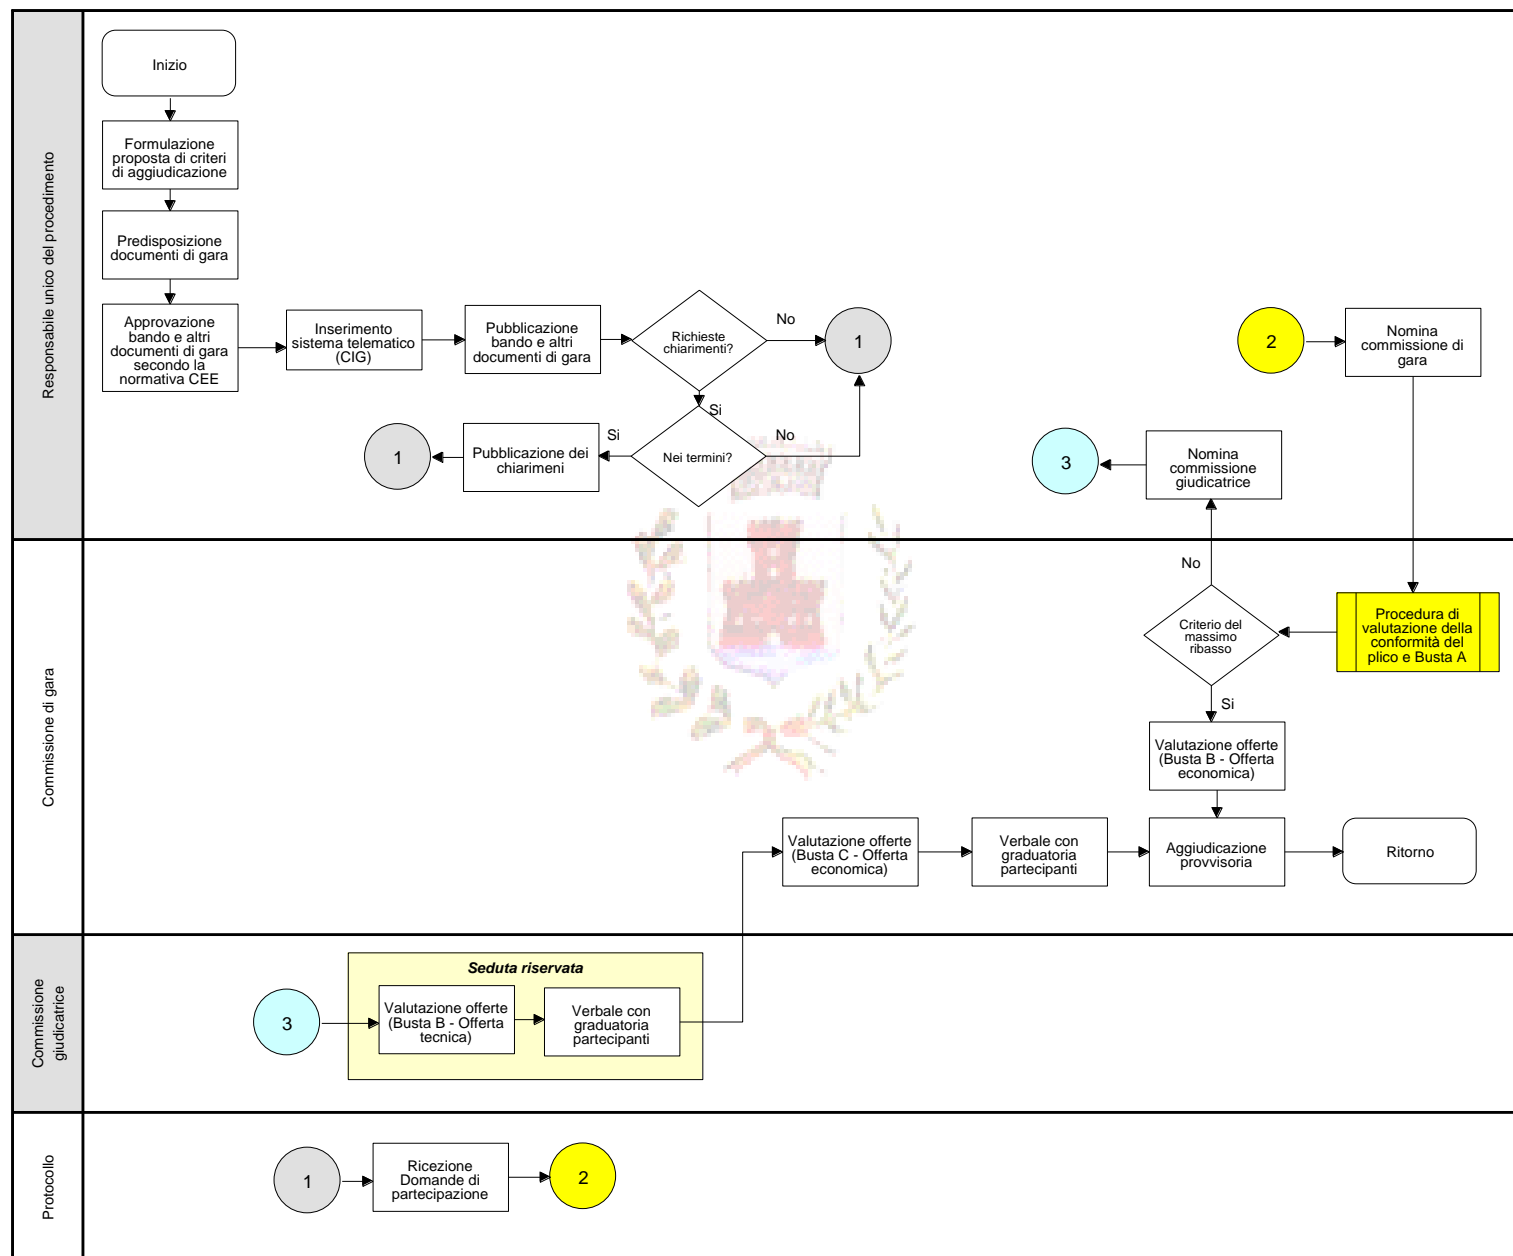 Responsabile unico del procedimento
Inizio
Formulazione
proposta di criteri
di aggiudicazione
Predisposizione
documenti di gara
Approvazione
bando e altri
documenti di gara
secondo la
normativa CEE
Inserimento
sistema telematico
(CIG)
Pubblicazione
bando e altri
documenti di gara
Richieste
chiarimenti?
No
1
Si
Nei termini?
No
Si
Pubblicazione dei
chiarimeni
1
2
Nomina
commissione di
gara
Nomina
commissione
giudicatrice
3
Commissione di gara
No
Criterio del
massimo
ribasso
Procedura di
valutazione della
conformità del
plico e Busta A
Si
Valutazione offerte
(Busta B - Offerta
economica)
Valutazione offerte
(Busta C - Offerta
economica)
Verbale con
graduatoria
partecipanti
Aggiudicazione
provvisoria
Ritorno
Commissione
giudicatrice
Seduta riservata
3
Valutazione offerte
(Busta B - Offerta
tecnica)
Verbale con
graduatoria
partecipanti
Protocollo
1
Ricezione
Domande di
partecipazione
2